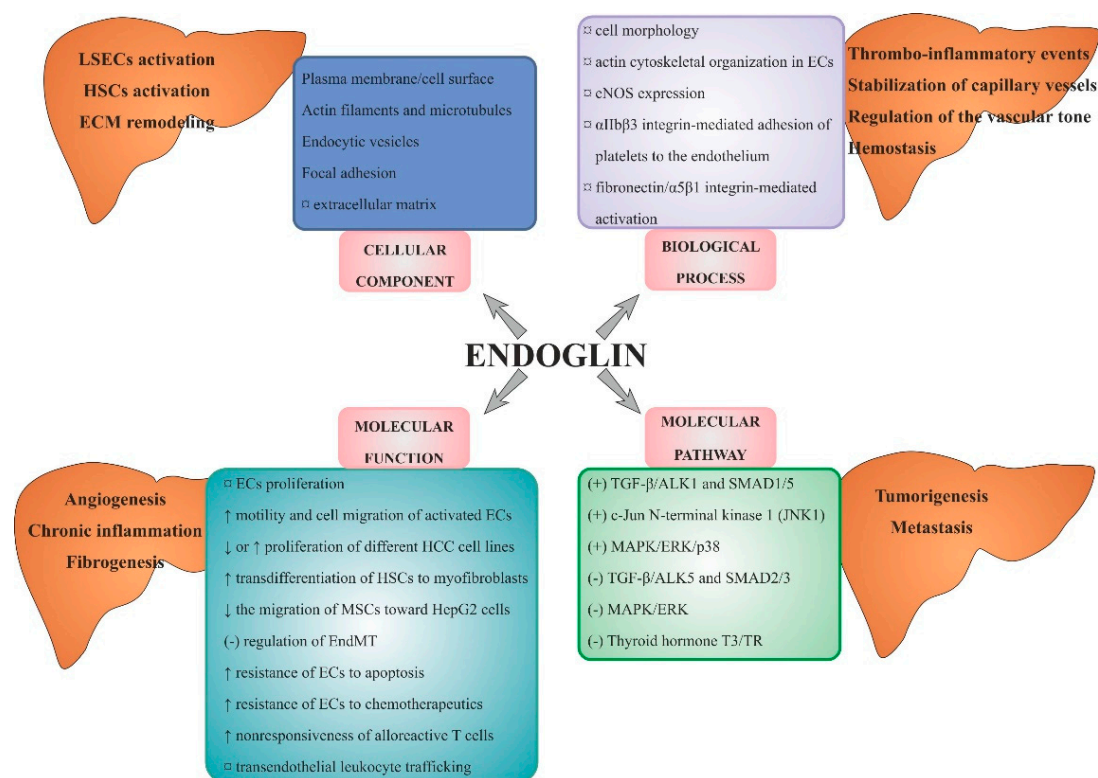 LSECs activation
HSCs activation
ECM remodeling
Plasma membrane/cell surface
Actin filaments and microtubules
Endocytic vesicles
Focal adhesion
¤ extracellular matrix
CELLULAR
COMPONENT
¤ cell morphology
¤ actin cytoskeletal organization in ECs
¤ eNOS expression
¤ αIIbβ3 integrin-mediated adhesion of
platelets to the endothelium
¤ fibronectin/α5β1 integrin-mediated
activation
BIOLOGICAL
PROCESS
Thrombo-inflammatory events
Stabilization of capillary vessels
Regulation of the vascular tone
Hemostasis
ENDOGLIN
MOLECULAR
FUNCTION
Angiogenesis
Chronic inflammation
Fibrogenesis
¤ ECs proliferation
↑ motility and cell migration of activated ECs
↓ or ↑ proliferation of different HCC cell lines
↑ transdifferentiation of HSCs to myofibroblasts
↓ the migration of MSCs toward HepG2 cells
(-) regulation of EndMT
↑ resistance of ECs to apoptosis
↑ resistance of ECs to chemotherapeutics
↑ nonresponsiveness of alloreactive T cells
¤ transendothelial leukocyte trafficking
MOLECULAR
PATHWAY
(+) TGF-β/ALK1 and SMAD1/5
(+) c-Jun N-terminal kinase 1 (JNK1)
(+) MAPK/ERK/p38
(-) TGF-β/ALK5 and SMAD2/3
(-) MAPK/ERK
(-) Thyroid hormone T3/TR
Tumorigenesis
Metastasis